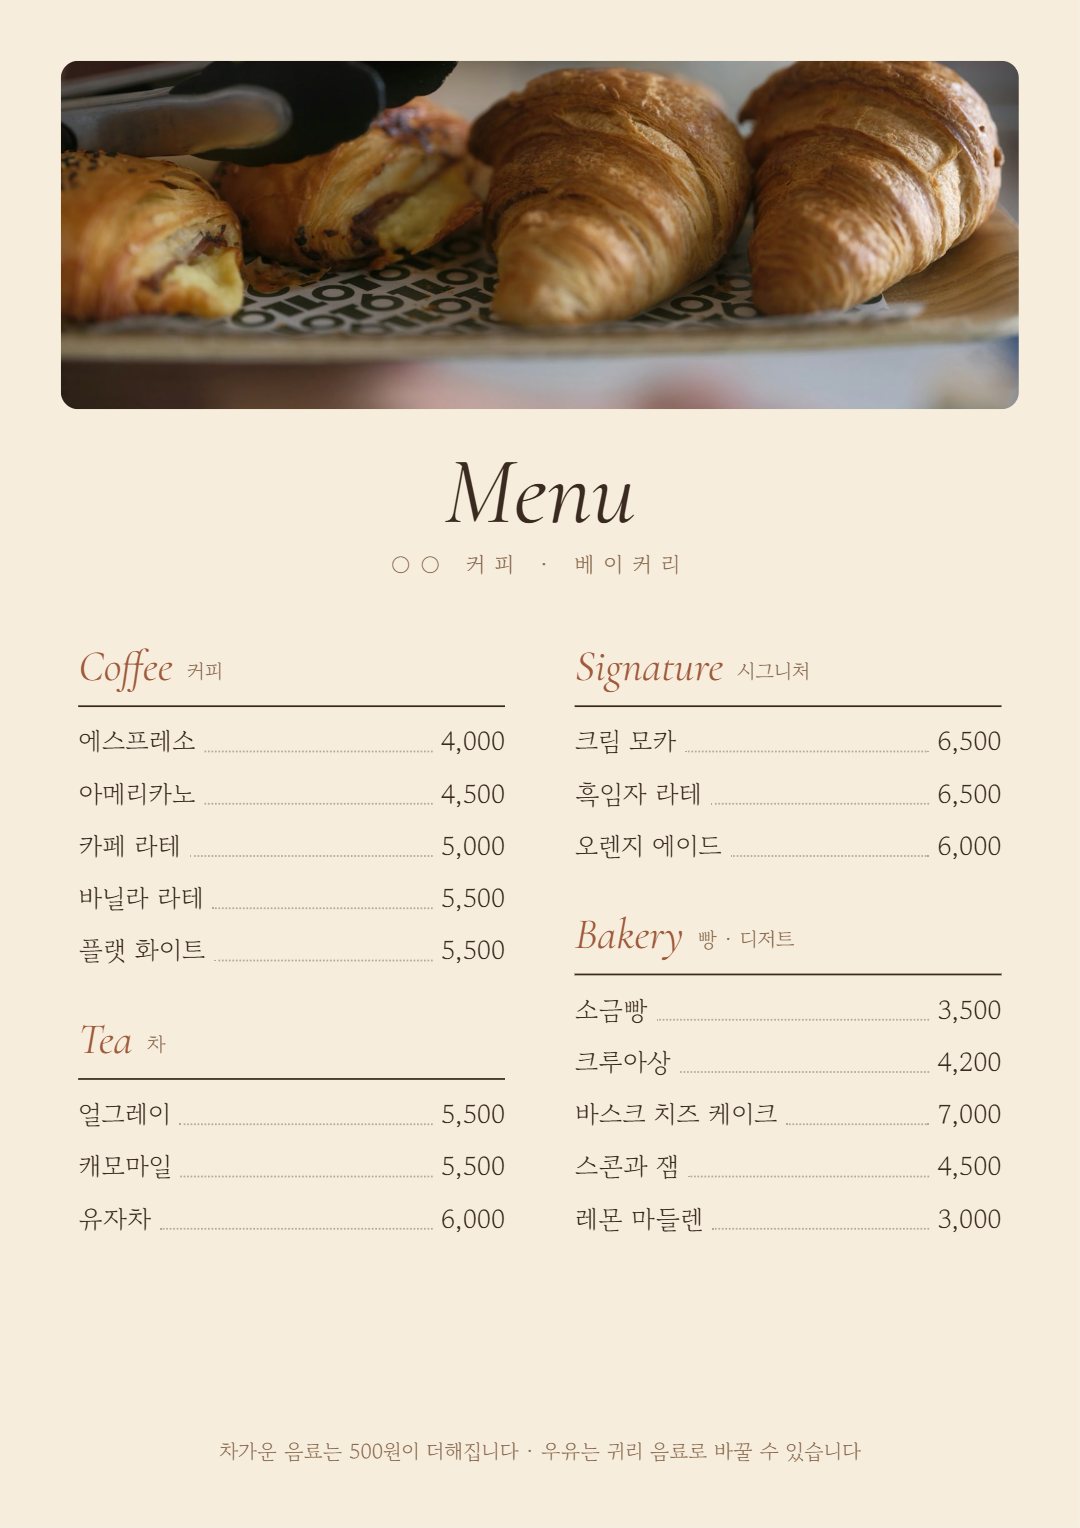 Menu
○○ 커피 · 베이커리
Coffee 커피
에스프레소 4,000
아메리카노 4,500
카페 라테 5,000
바닐라 라테 5,500
플랫 화이트 5,500
Tea 차
얼그레이 5,500
캐모마일 5,500
유자차 6,000
Signature 시그니처
크림 모카 6,500
흑임자 라테 6,500
오렌지 에이드 6,000
Bakery 빵 · 디저트
소금빵 3,500
크루아상 4,200
바스크 치즈 케이크 7,000
스콘과 잼 4,500
레몬 마들렌 3,000
차가운 음료는 500원이 더해집니다 · 우유는 귀리 음료로 바꿀 수 있습니다